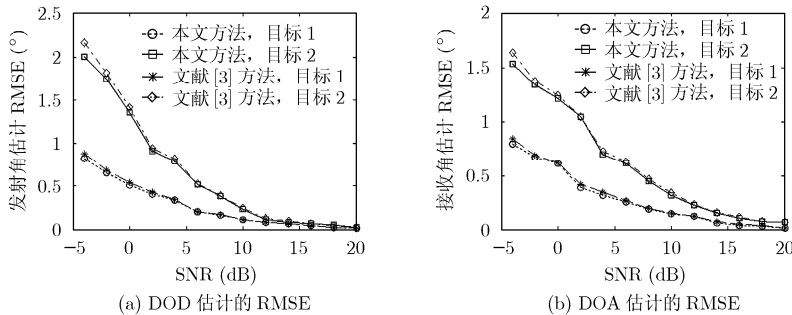 2.5
2
1.5
1
0.5
0
−5
0
5
10
15
20
发射角估计 RMSE (°)
SNR (dB)
本文方法，目标 1
本文方法，目标 2
文献 [3] 方法，目标 1
文献 [3] 方法，目标 2
(a) DOD 估计的 RMSE
2
1.5
1
0.5
0
−5
0
5
10
15
20
接收角估计 RMSE (°)
SNR (dB)
本文方法，目标 1
本文方法，目标 2
文献 [3] 方法，目标 1
文献 [3] 方法，目标 2
(b) DOA 估计的 RMSE